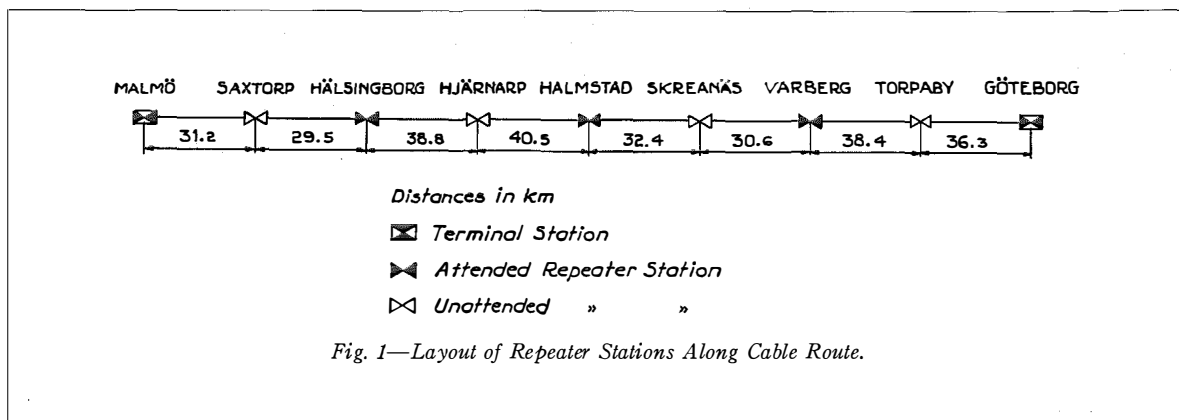 MALMÖ SAXTORP HÄLSINGBORG HJÄRNARP HALMSTAD SKREANÄS VARBERG TORPABY GÖTEBORG
31.2 29.5 38.8 40.5 32.4 30.6 38.4 36.3
Distances in km
Terminal Station
Attended Repeater Station
Unattended » »
Fig. 1—Layout of Repeater Stations Along Cable Route.